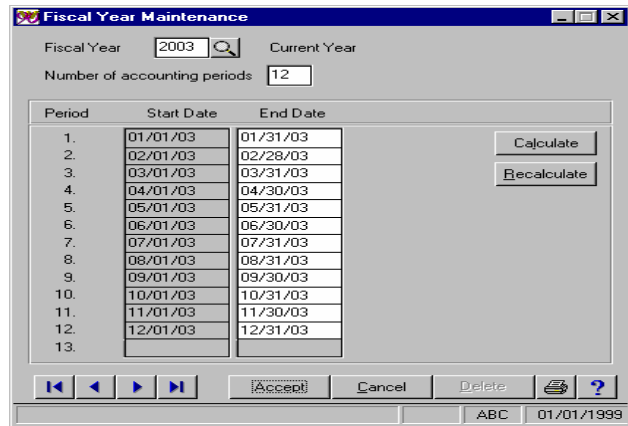 Fiscal Year Maintenance
Fiscal Year 2003 Current Year
Number of accounting periods 12
Period Start Date End Date
1. 01/01/03 01/31/03
2. 02/01/03 02/28/03
3. 03/01/03 03/31/03
4. 04/01/03 04/30/03
5. 05/01/03 05/31/03
6. 06/01/03 06/30/03
7. 07/01/03 07/31/03
8. 08/01/03 08/31/03
9. 09/01/03 09/30/03
10. 10/01/03 10/31/03
11. 11/01/03 11/30/03
12. 12/01/03 12/31/03
13.
Calculate
Recalculate
Accept Cancel Delete ?
ABC 01/01/1999